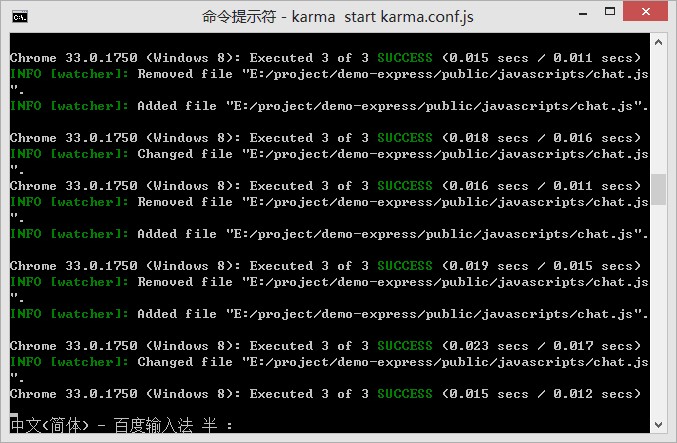 命令提示符 - karma  start karma.conf.js
Chrome 33.0.1750 (Windows 8): Executed 3 of 3 SUCCESS (0.015 secs / 0.011 secs)
INFO [watcher]: Removed file "E:/project/demo-express/public/javascripts/chat.js
".
INFO [watcher]: Added file "E:/project/demo-express/public/javascripts/chat.js".
Chrome 33.0.1750 (Windows 8): Executed 3 of 3 SUCCESS (0.018 secs / 0.016 secs)
INFO [watcher]: Changed file "E:/project/demo-express/public/javascripts/chat.js
".
Chrome 33.0.1750 (Windows 8): Executed 3 of 3 SUCCESS (0.016 secs / 0.011 secs)
INFO [watcher]: Removed file "E:/project/demo-express/public/javascripts/chat.js
".
INFO [watcher]: Added file "E:/project/demo-express/public/javascripts/chat.js".
Chrome 33.0.1750 (Windows 8): Executed 3 of 3 SUCCESS (0.019 secs / 0.015 secs)
INFO [watcher]: Removed file "E:/project/demo-express/public/javascripts/chat.js
".
INFO [watcher]: Added file "E:/project/demo-express/public/javascripts/chat.js".
Chrome 33.0.1750 (Windows 8): Executed 3 of 3 SUCCESS (0.023 secs / 0.017 secs)
INFO [watcher]: Changed file "E:/project/demo-express/public/javascripts/chat.js
".
Chrome 33.0.1750 (Windows 8): Executed 3 of 3 SUCCESS (0.015 secs / 0.012 secs)
中文(简体) - 百度输入法 半 :